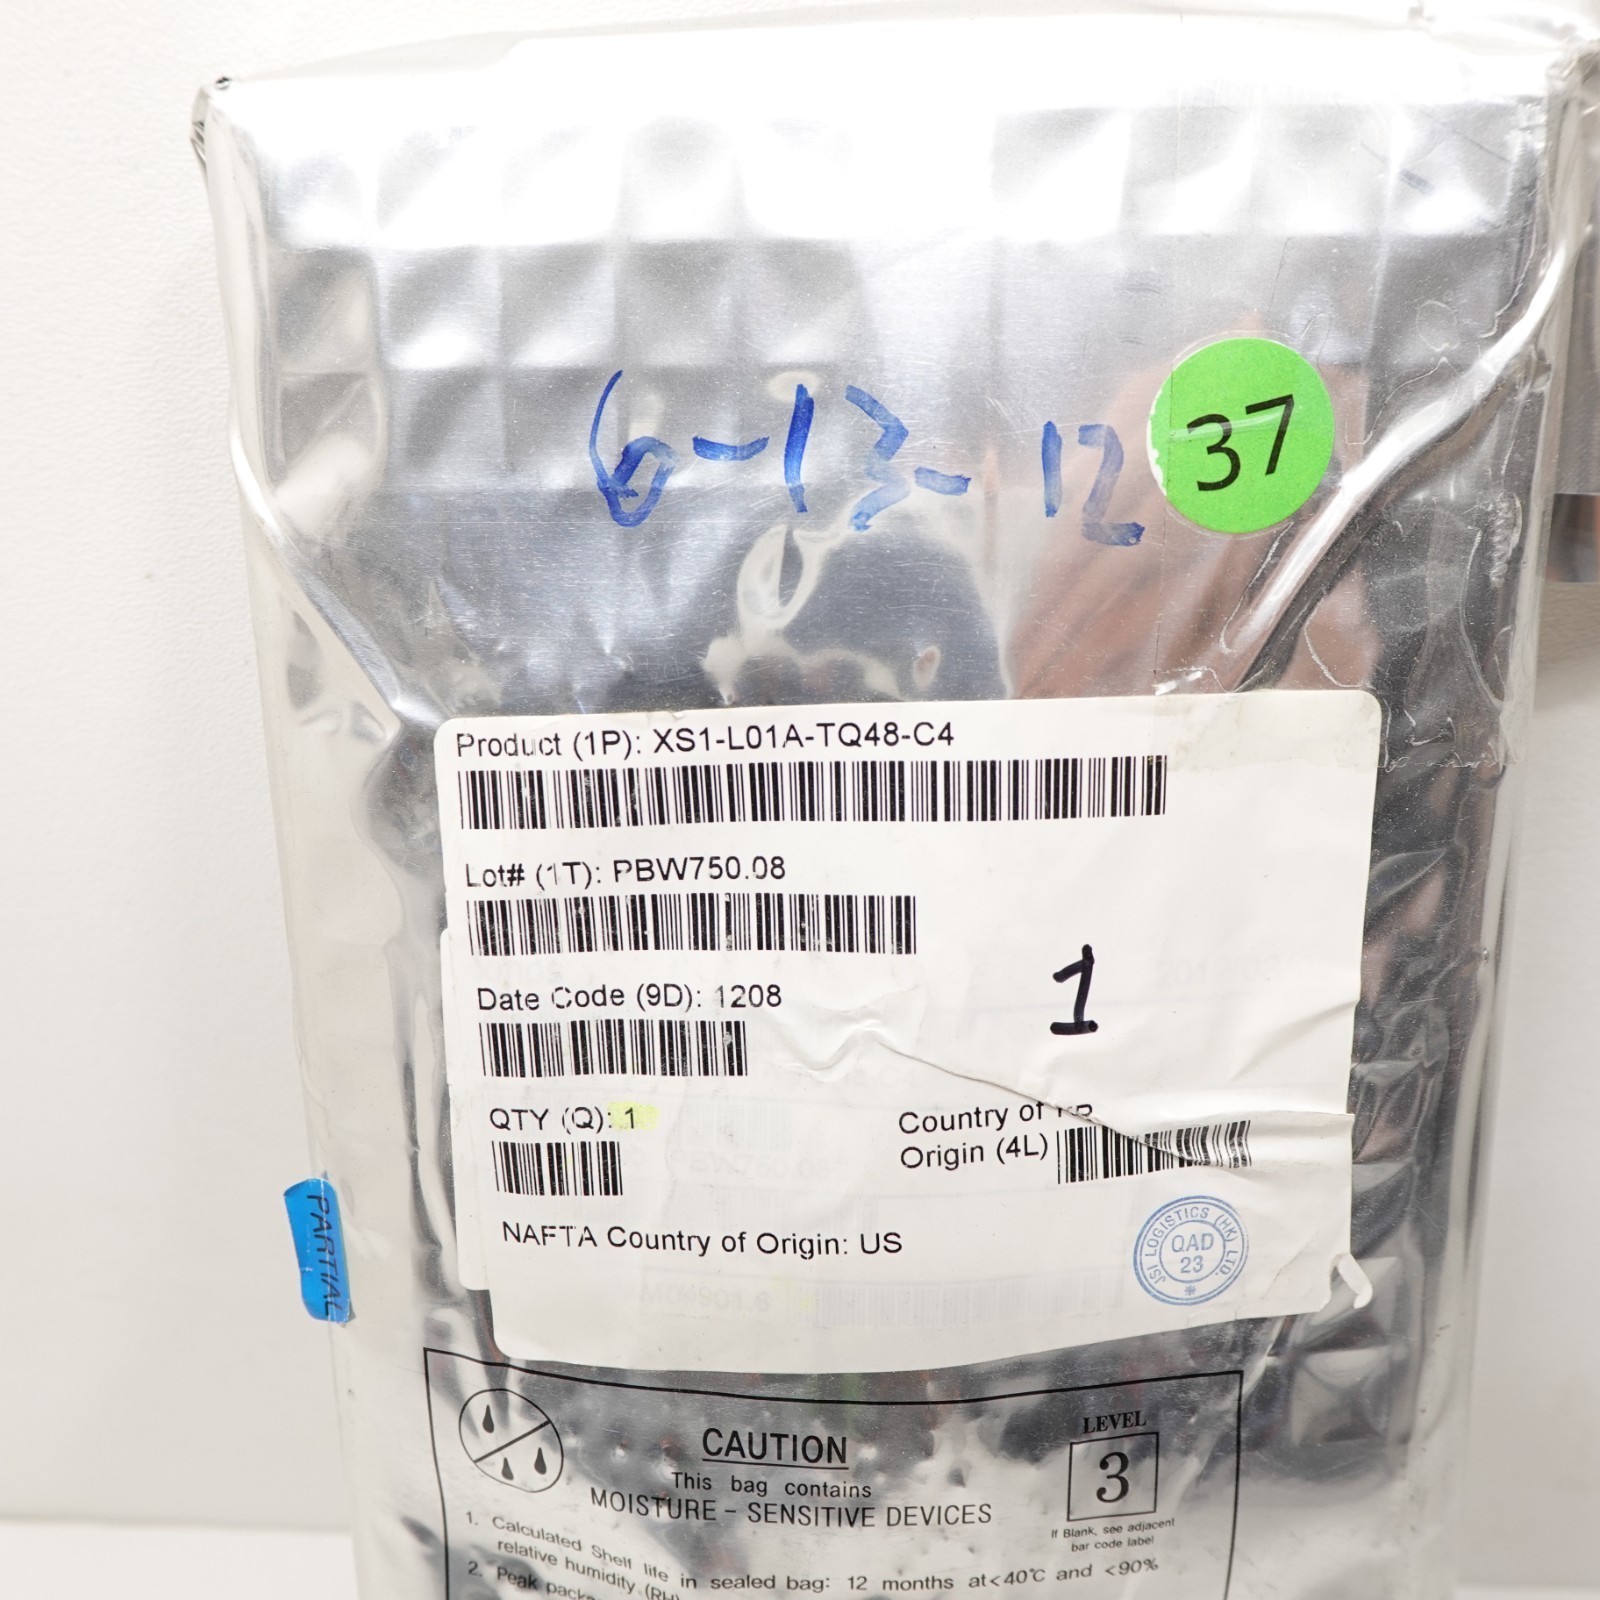 6-13-12
37
Product (1P): XS1-L01A-TQ48-C4
Lot# (1T): PBW750.08
Date Code (9D): 1208
1
QTY (Q): 1
Country of
Origin (4L)
NAFTA Country of Origin: US
JSI LOGISTICS (HK) LTD.
QAD
23
PARTIAL
CAUTION
This bag contains
MOISTURE - SENSITIVE DEVICES
LEVEL
3
If Blank, see adjacent
bar code label
1. Calculated Shelf life in sealed bag: 12 months at <40℃ and <90%
relative humidity (RH)
2. Peak